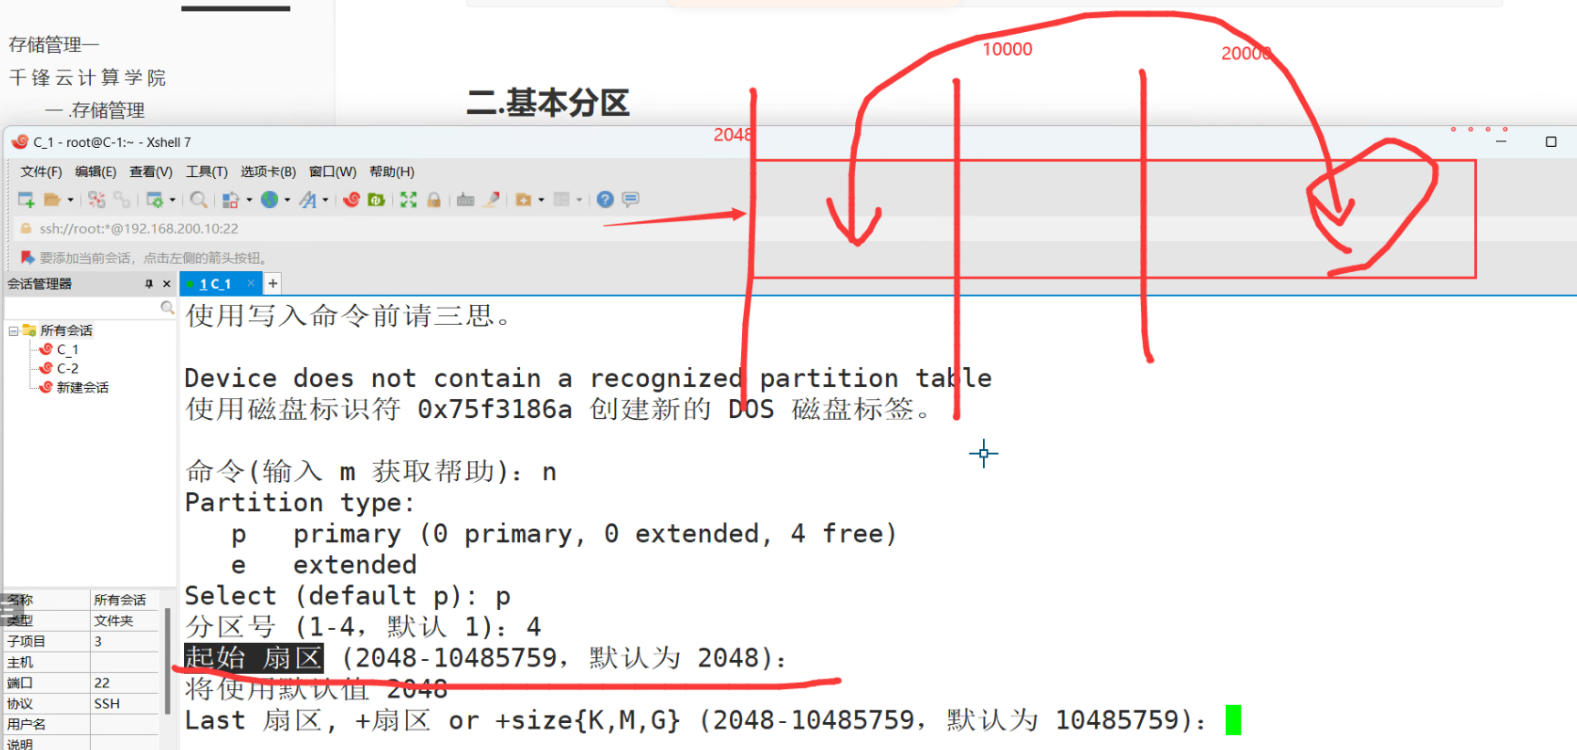 存储管理一
千锋云计算学院
一 .存储管理
二.基本分区
10000
20000
2048
C_1 - root@C-1:~ - Xshell 7
文件(F) 编辑(E) 查看(V) 工具(T) 选项卡(B) 窗口(W) 帮助(H)
ssh://root:*@192.168.200.10:22
要添加当前会话，点击左侧的箭头按钮。
会话管理器
1 C_1
所有会话
C_1
C-2
新建会话
名称 所有会话
类型 文件夹
子项目 3
主机
端口 22
协议 SSH
用户名
说明
使用写入命令前请三思。
Device does not contain a recognized partition table
使用磁盘标识符 0x75f3186a 创建新的 DOS 磁盘标签。
命令(输入 m 获取帮助)：n
Partition type:
p primary (0 primary, 0 extended, 4 free)
e extended
Select (default p): p
分区号 (1-4，默认 1)：4
起始 扇区 (2048-10485759，默认为 2048)：
将使用默认值 2048
Last 扇区, +扇区 or +size{K,M,G} (2048-10485759，默认为 10485759)：